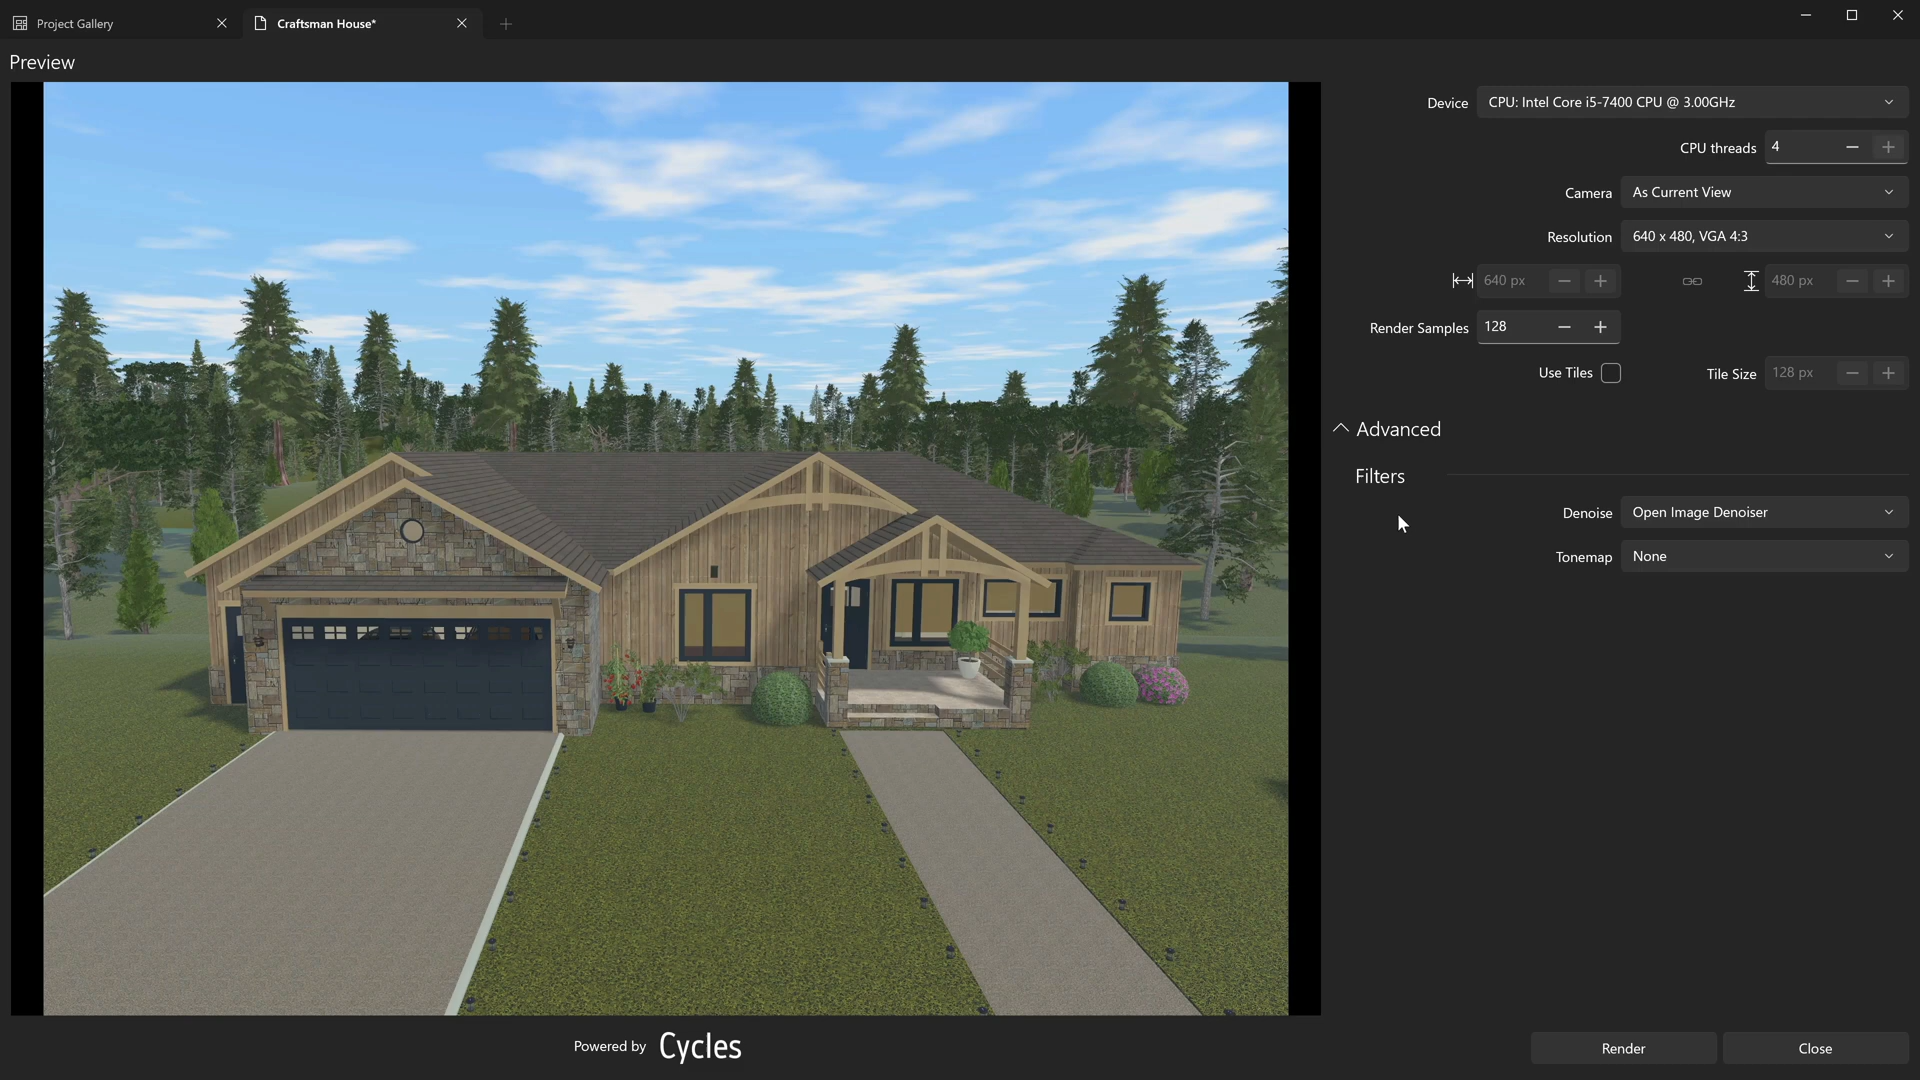 Project Gallery
Craftsman House*
Preview
Device
CPU: Intel Core i5-7400 CPU @ 3.00GHz
CPU threads
4
Camera
As Current View
Resolution
640 x 480, VGA 4:3
640 px
480 px
Render Samples
128
Use Tiles
Tile Size
128 px
Advanced
Filters
Denoise
Open Image Denoiser
Tonemap
None
Powered by Cycles
Render
Close